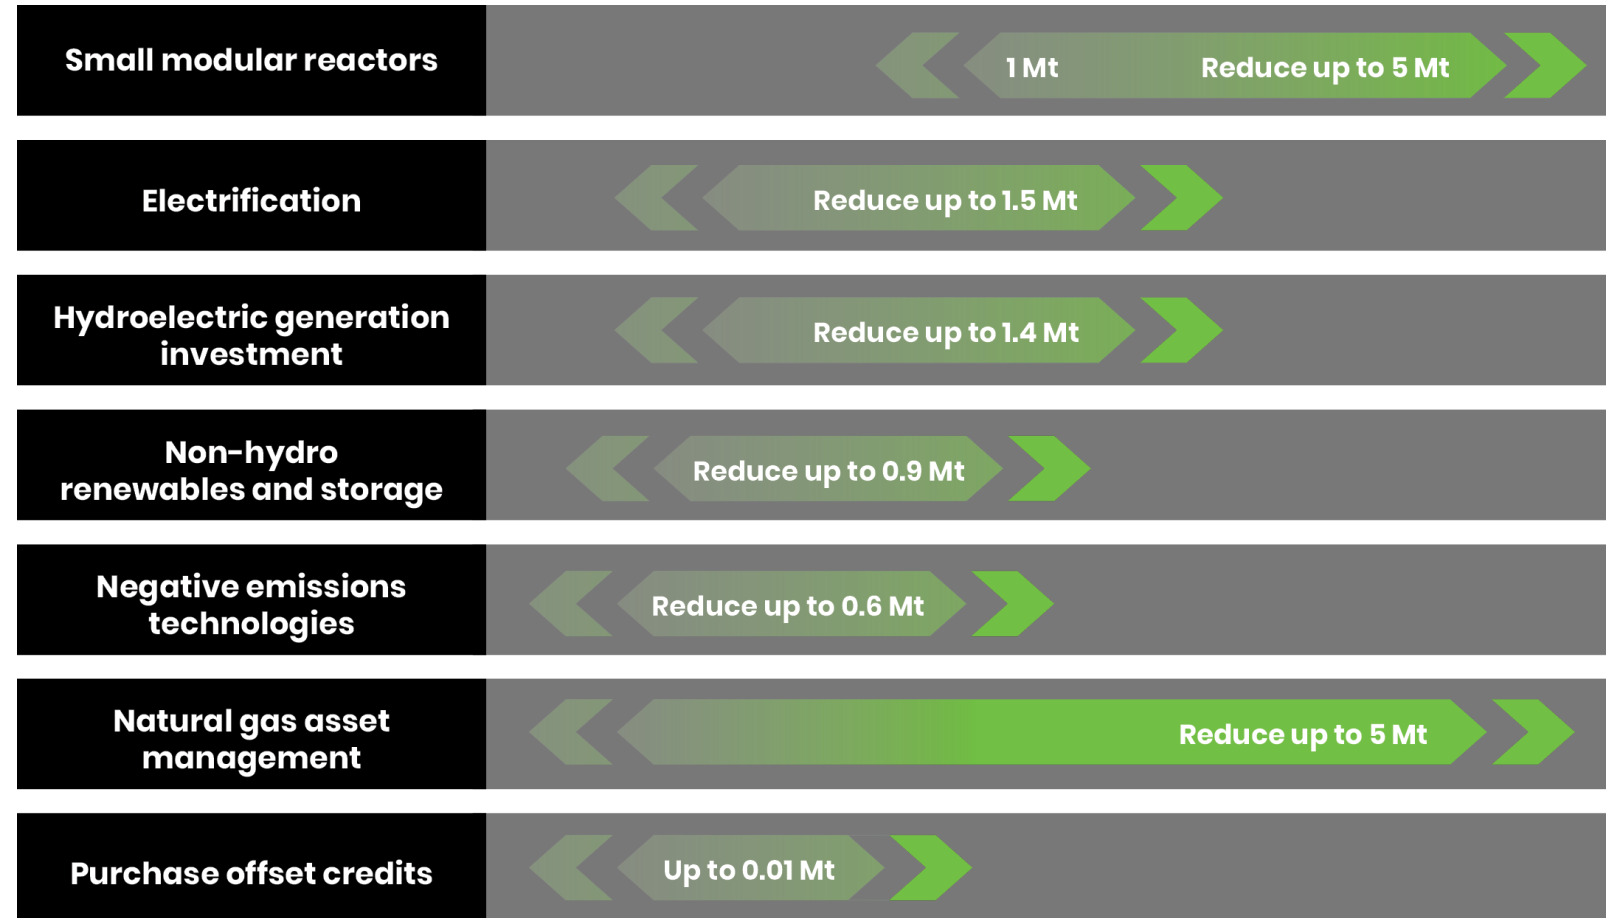 Small modular reactors
1 Mt
Reduce up to 5 Mt
Electrification
Reduce up to 1.5 Mt
Hydroelectric generation
investment
Reduce up to 1.4 Mt
Non-hydro
renewables and storage
Reduce up to 0.9 Mt
Negative emissions
technologies
Reduce up to 0.6 Mt
Natural gas asset
management
Reduce up to 5 Mt
Purchase offset credits
Up to 0.01 Mt